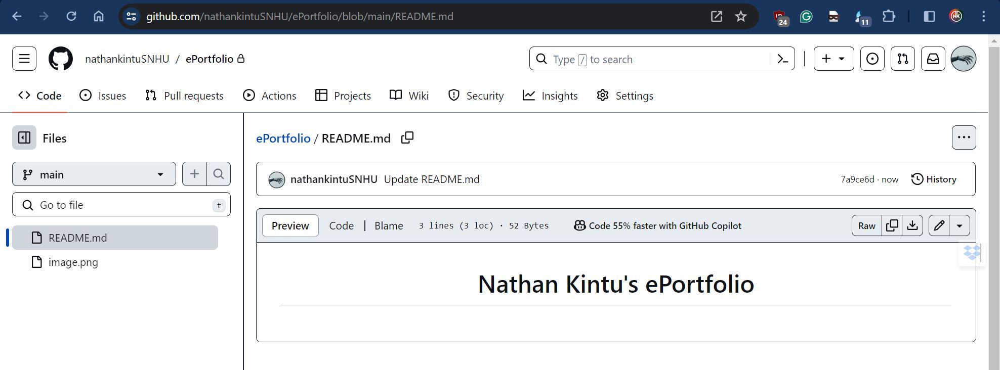 github.com/nathankintuSNHU/ePortfolio/blob/main/README.md
24
11
NK
nathankintuSNHU / ePortfolio
Type / to search
Code Issues Pull requests Actions Projects Wiki Security Insights Settings
Files
main
Go to file t
README.md
image.png
ePortfolio / README.md
nathankintuSNHU Update README.md 7a9ce6d · now History
Preview Code Blame 3 lines (3 loc) · 52 Bytes Code 55% faster with GitHub Copilot Raw
Nathan Kintu's ePortfolio